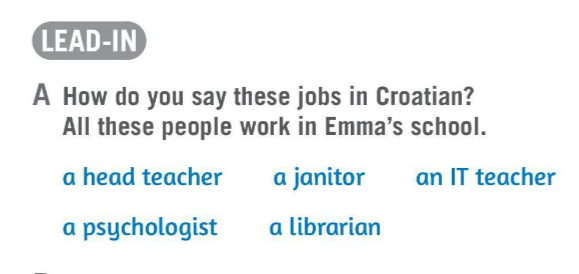 LEAD-IN
A How do you say these jobs in Croatian?
All these people work in Emma's school.
a head teacher a janitor an IT teacher
a psychologist a librarian